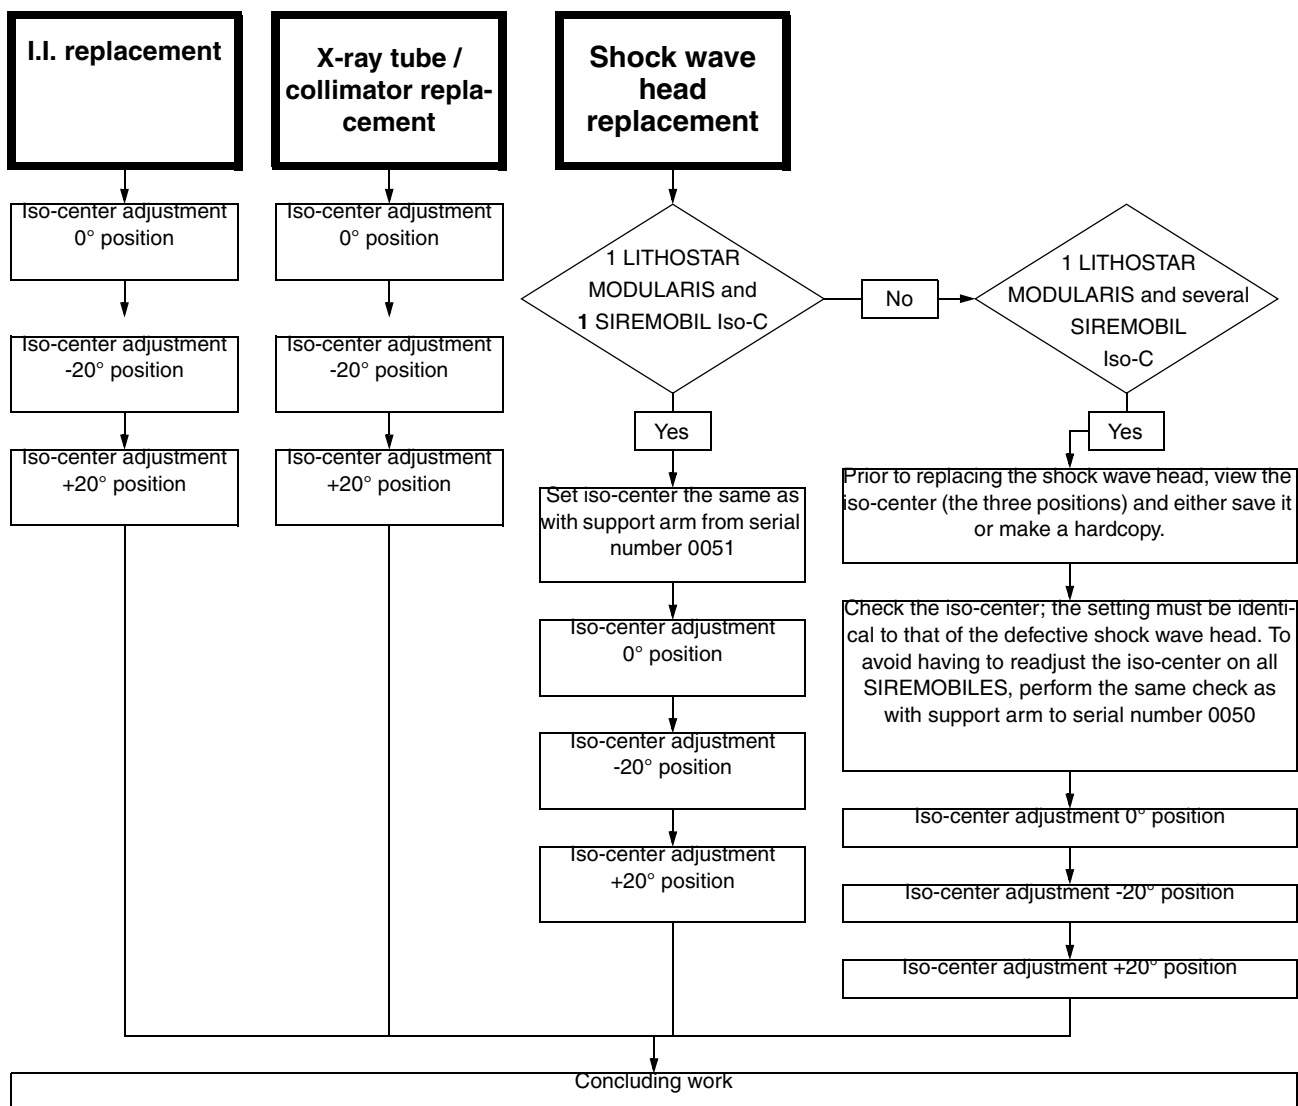 I.I. replacement
X-ray tube /
collimator repla-
cement
Shock wave
head
replacement
Iso-center adjustment
0° position
Iso-center adjustment
-20° position
Iso-center adjustment
+20° position
Iso-center adjustment
0° position
Iso-center adjustment
-20° position
Iso-center adjustment
+20° position
1 LITHOSTAR
MODULARIS and
1 SIREMOBIL Iso-C
No
1 LITHOSTAR
MODULARIS and several
SIREMOBIL
Iso-C
Yes
Set iso-center the same as
with support arm from serial
number 0051
Iso-center adjustment
0° position
Iso-center adjustment
-20° position
Iso-center adjustment
+20° position
Yes
Prior to replacing the shock wave head, view the
iso-center (the three positions) and either save it
or make a hardcopy.
Check the iso-center; the setting must be identi-
cal to that of the defective shock wave head. To
avoid having to readjust the iso-center on all
SIREMOBILES, perform the same check as
with support arm to serial number 0050
Iso-center adjustment 0° position
Iso-center adjustment -20° position
Iso-center adjustment +20° position
Concluding work